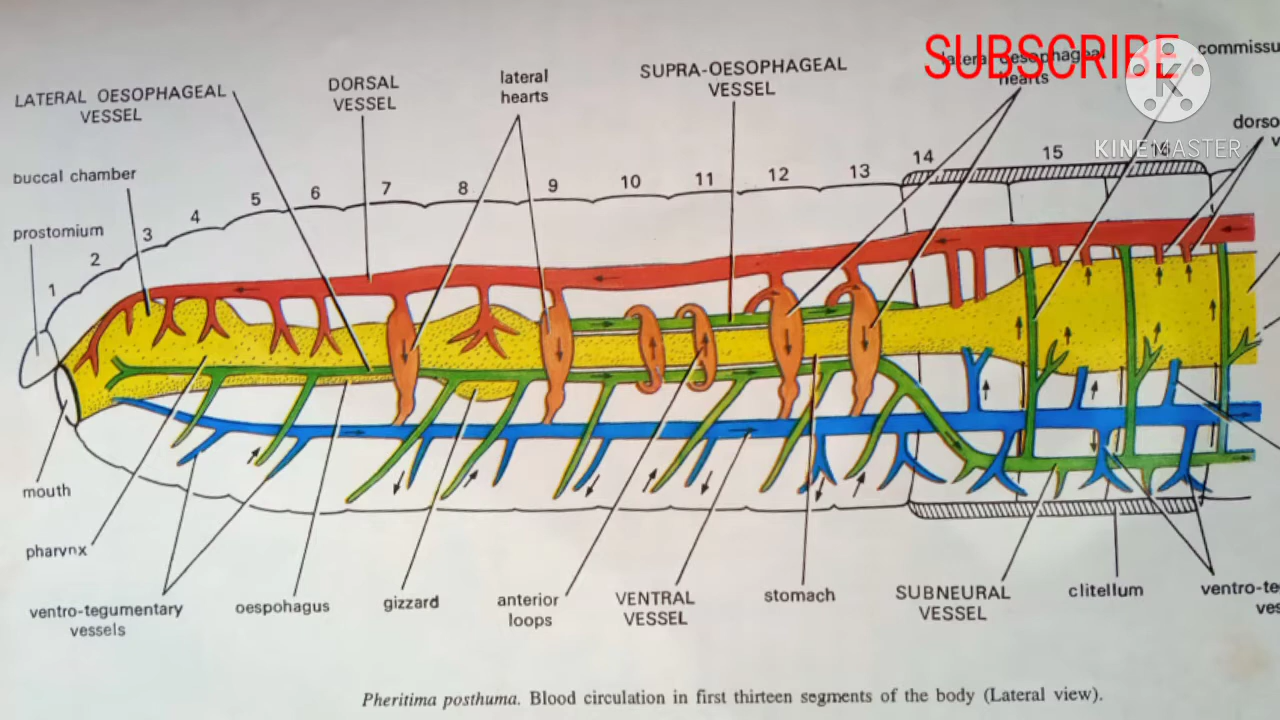 SUBSCRIBE
lateral oesophageal
hearts
commissu
K
KINEMASTER
LATERAL OESOPHAGEAL
VESSEL
DORSAL
VESSEL
lateral
hearts
SUPRA-OESOPHAGEAL
VESSEL
dorso
v
buccal chamber
prostomium
1
2
3
4
5
6
7
8
9
10
11
12
13
14
15
16
mouth
pharynx
ventro-tegumentary
vessels
oespohagus
gizzard
anterior
loops
VENTRAL
VESSEL
stomach
SUBNEURAL
VESSEL
clitellum
ventro-te
ves
Pheritima posthuma. Blood circulation in first thirteen segments of the body (Lateral view).